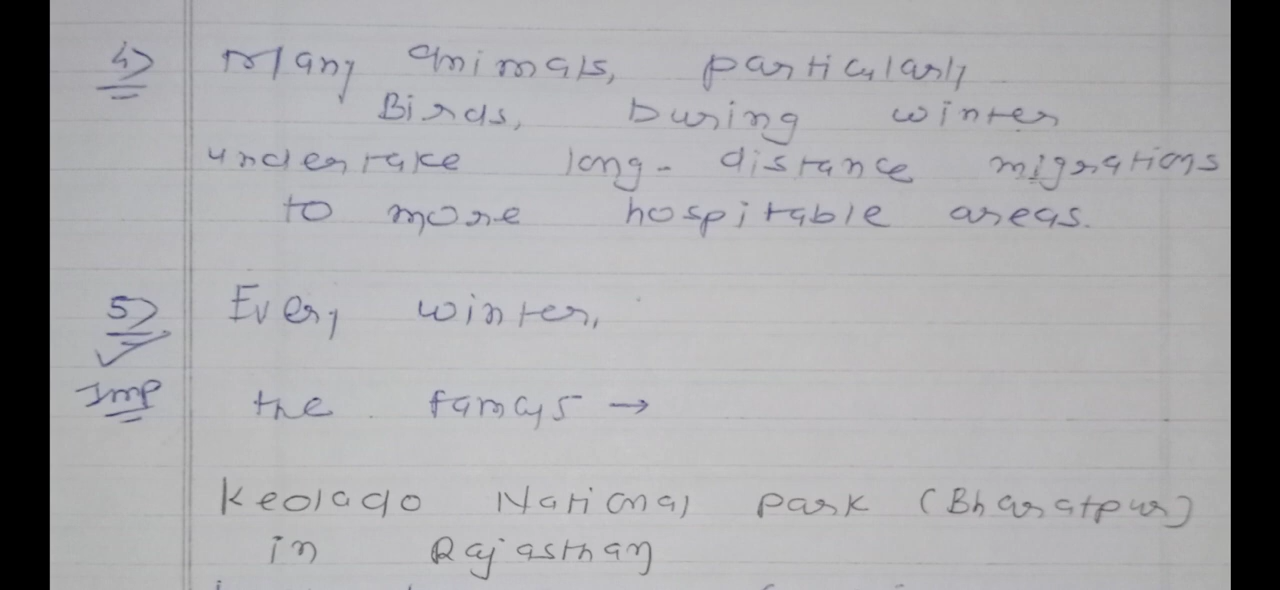 4) Many animals, particularly
Birds, During winter
undertake long-distance migrations
to more hospitable areas.
5) Every winter,
Imp the famous →
Keolado National park (Bharatpur)
in Rajasthan